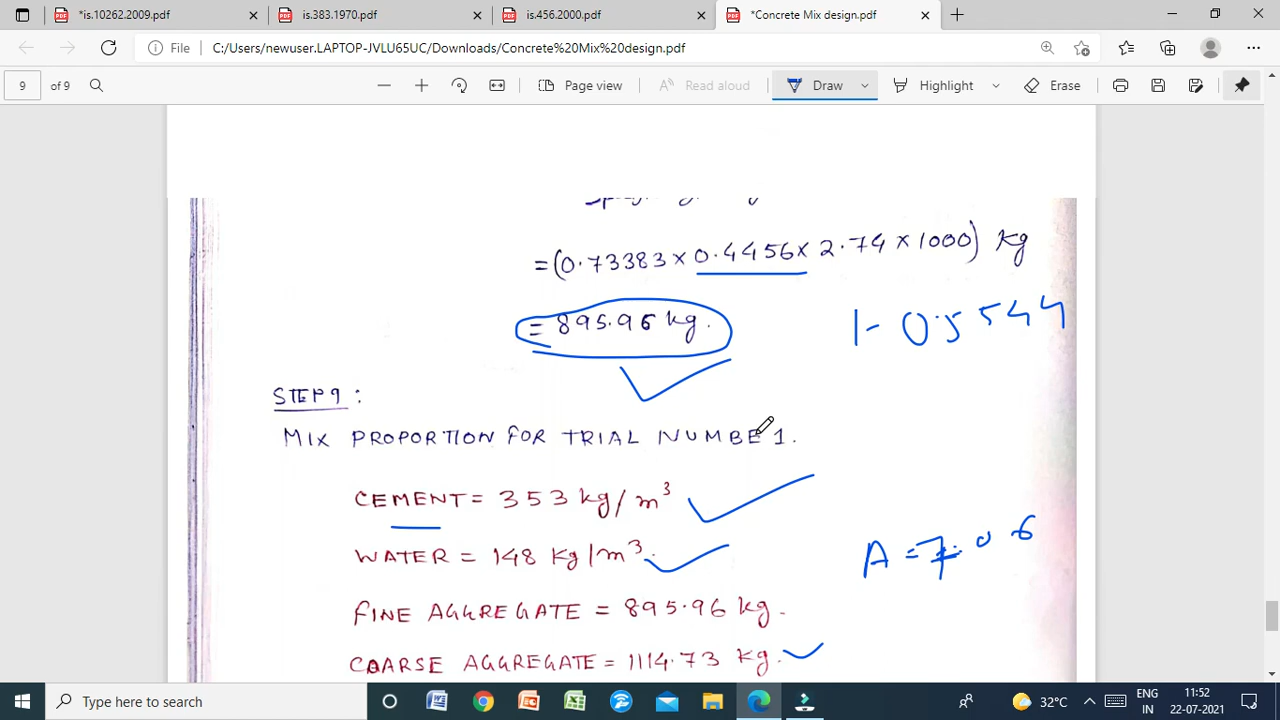 *is.10262.2009.pdf
is.383.1970.pdf
is.456.2000.pdf
*Concrete Mix design.pdf
File
C:/Users/newuser.LAPTOP-JVLU65UC/Downloads/Concrete%20Mix%20design.pdf
9 of 9
Page view
Read aloud
Draw
Highlight
Erase
=(0.73383 × 0.4456 × 2.74 × 1000) Kg
= 895.96 kg.
1- 0.5544
STEP 9 :
MIX PROPORTION FOR TRIAL NUMBE 1.
CEMENT = 353 kg/m³
WATER = 148 Kg/m³.
A = 7.06
FINE AGGREGATE = 895.96 kg.
COARSE AGGREGATE = 1114.73 kg.
Type here to search
32°C
ENG
IN
11:52
22-07-2021